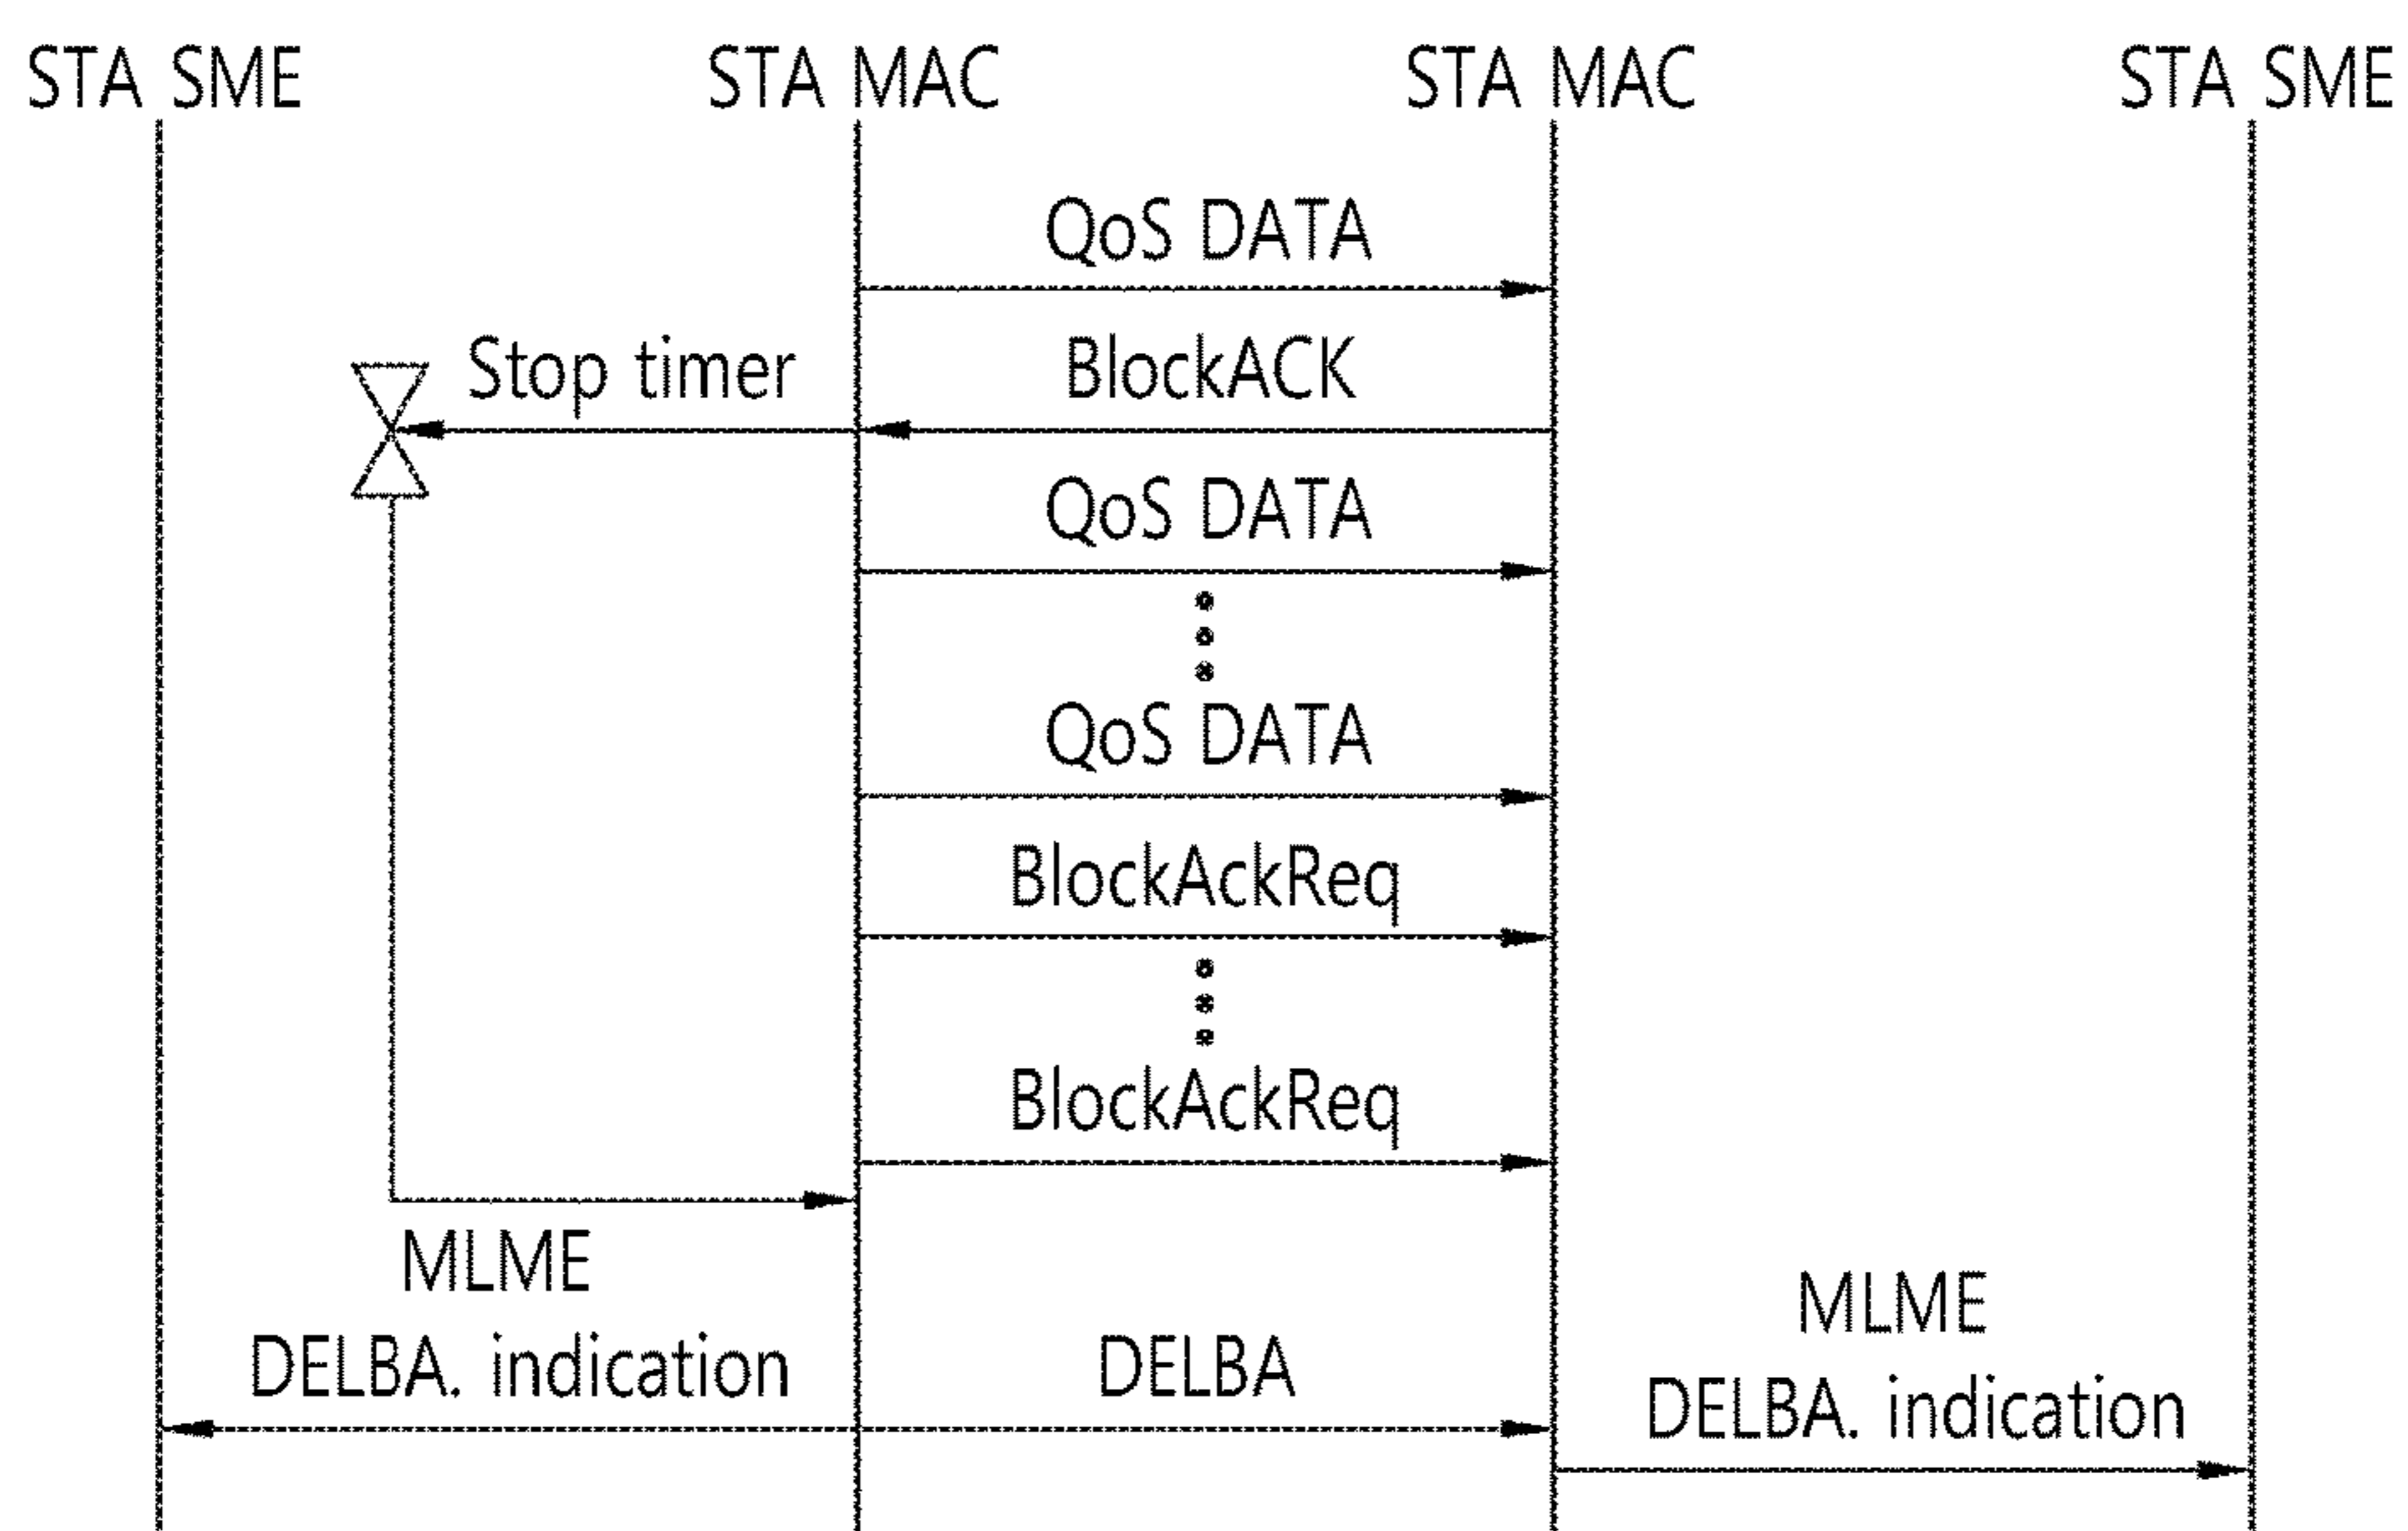 STA SME
STA MAC
STA MAC
STA SME
QoS DATA
Stop timer
BlockACK
QoS DATA
QoS DATA
BlockAckReq
BlockAckReq
MLME
DELBA. indication
DELBA
MLME
DELBA. indication